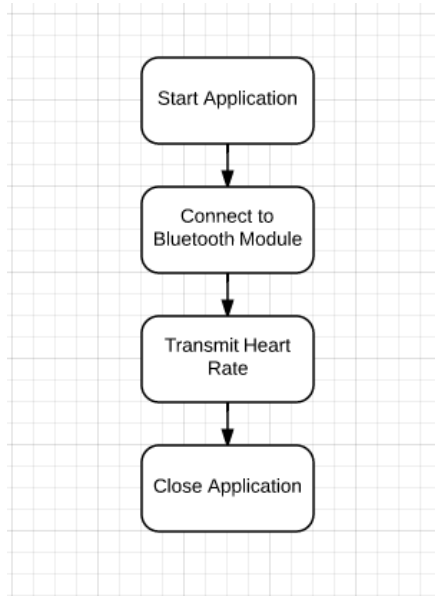 Start Application
Connect to
Bluetooth Module
Transmit Heart
Rate
Close Application